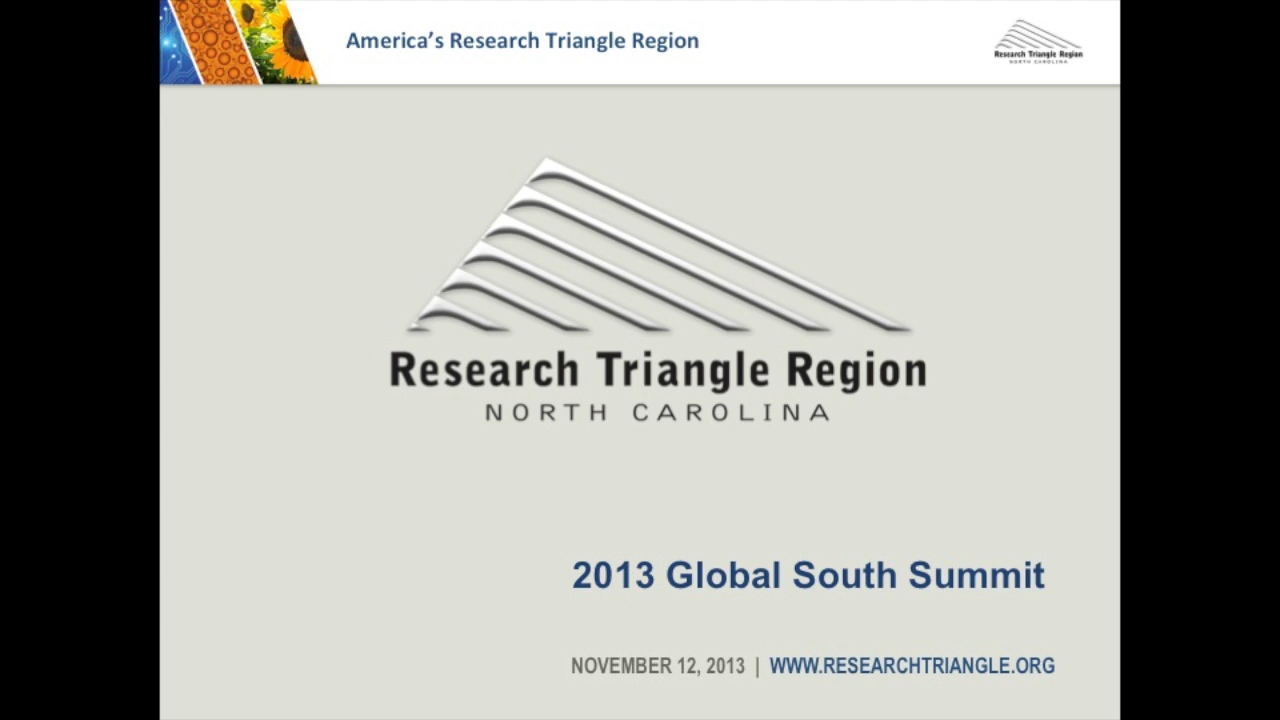 America's Research Triangle Region
Research Triangle Region
NORTH CAROLINA
Research Triangle Region
NORTH CAROLINA
2013 Global South Summit
NOVEMBER 12, 2013 | WWW.RESEARCHTRIANGLE.ORG